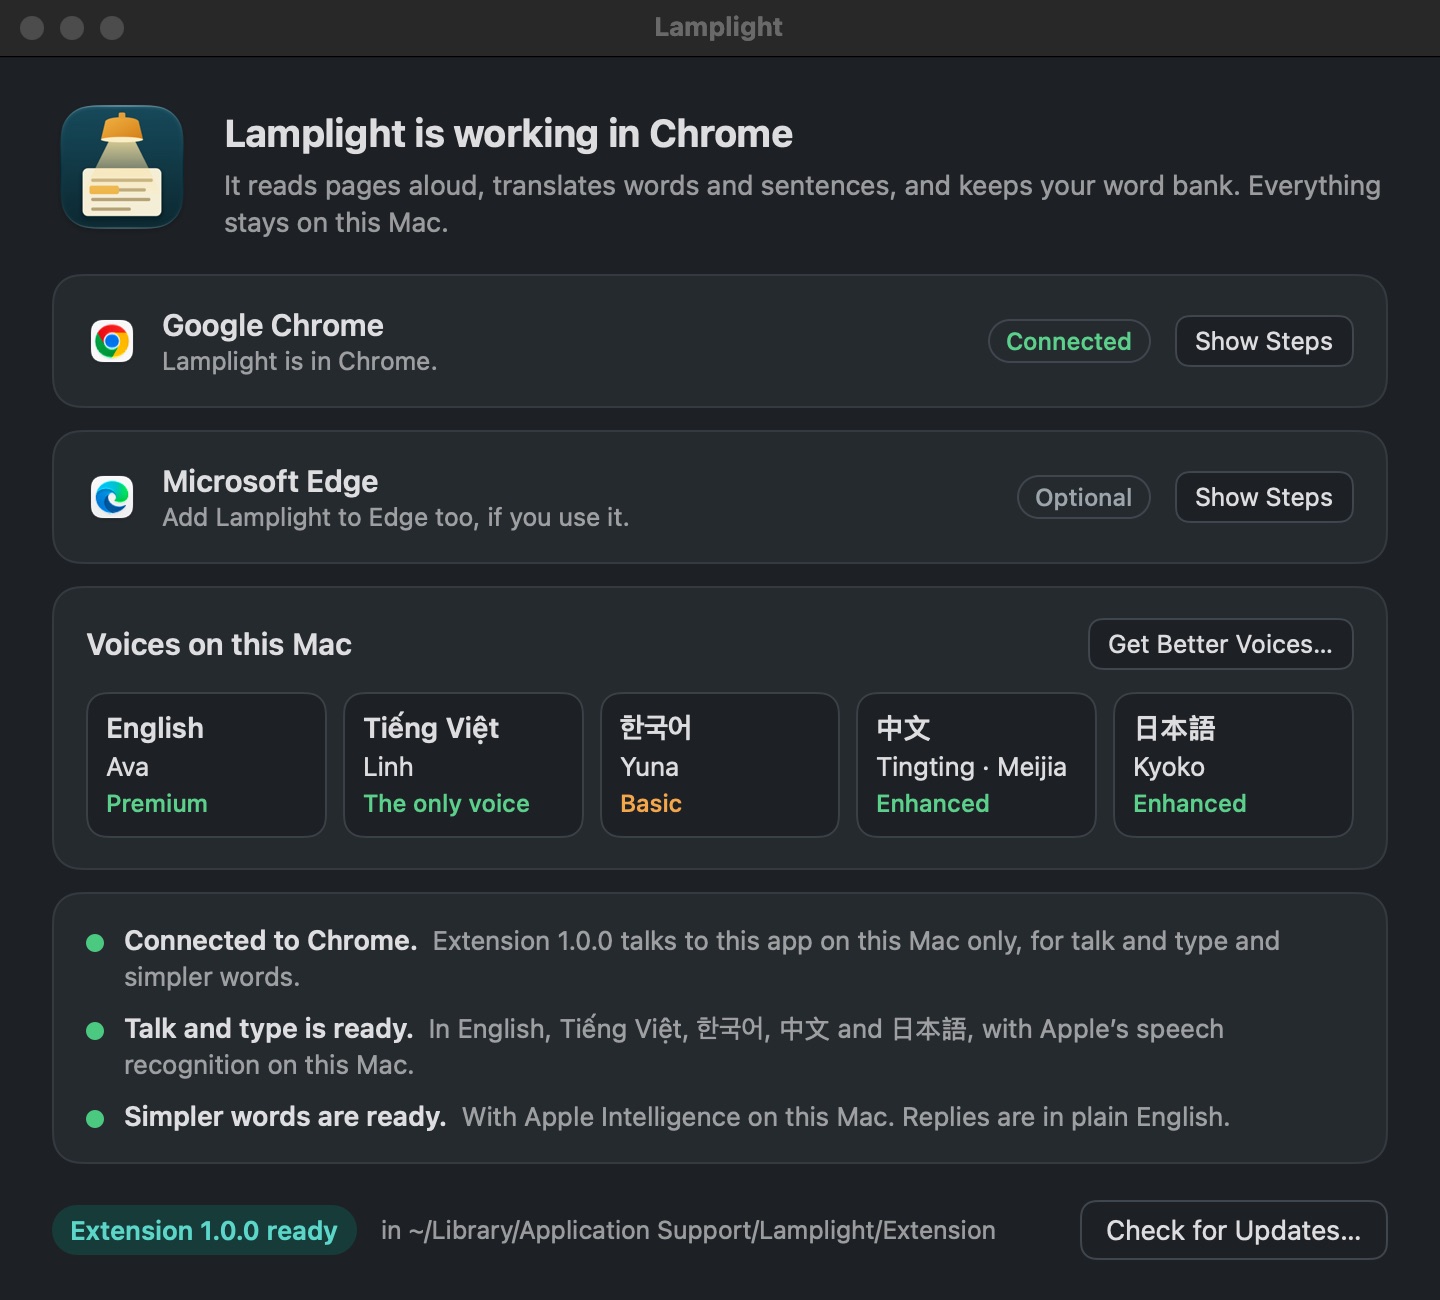 Lamplight
Lamplight is working in Chrome
It reads pages aloud, translates words and sentences, and keeps your word bank. Everything
stays on this Mac.
Google Chrome
Lamplight is in Chrome.
Connected
Show Steps
Microsoft Edge
Add Lamplight to Edge too, if you use it.
Optional
Show Steps
Voices on this Mac
Get Better Voices...
English
Ava
Premium
Tiếng Việt
Linh
The only voice
한국어
Yuna
Basic
中文
Tingting · Meijia
Enhanced
日本語
Kyoko
Enhanced
Connected to Chrome. Extension 1.0.0 talks to this app on this Mac only, for talk and type and
simpler words.
Talk and type is ready. In English, Tiếng Việt, 한국어, 中文 and 日本語, with Apple’s speech
recognition on this Mac.
Simpler words are ready. With Apple Intelligence on this Mac. Replies are in plain English.
Extension 1.0.0 ready
in ~/Library/Application Support/Lamplight/Extension
Check for Updates...